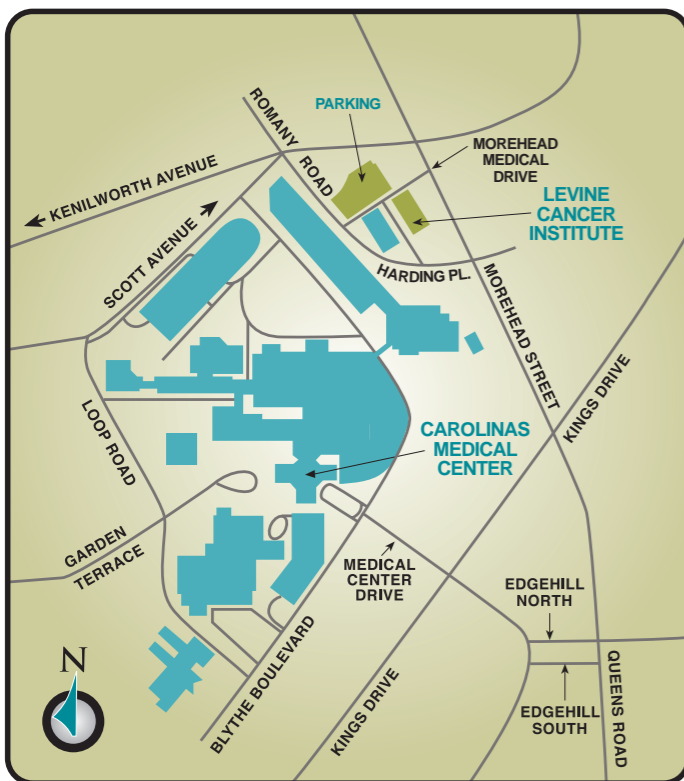 PARKING
ROMANY
ROAD
MOREHEAD
MEDICAL
DRIVE
KENILWORTH AVENUE
LEVINE
CANCER
INSTITUTE
SCOTT AVENUE
HARDING PL.
MOREHEAD STREET
KINGS DRIVE
LOOP ROAD
CAROLINAS
MEDICAL
CENTER
GARDEN
TERRACE
MEDICAL
CENTER
DRIVE
EDGEHILL
NORTH
BLYTHE BOULEVARD
KINGS DRIVE
EDGEHILL
SOUTH
QUEENS ROAD
N